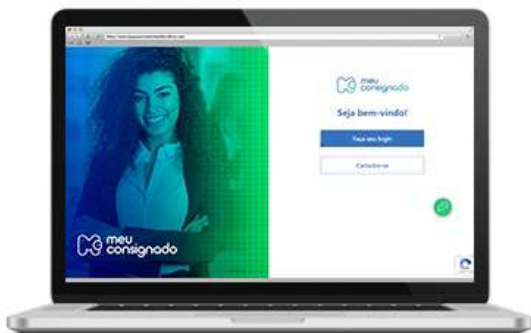 meu
consignado
Seja bem-vindo!
Faça seu login
Cadastre-se
meu
consignado